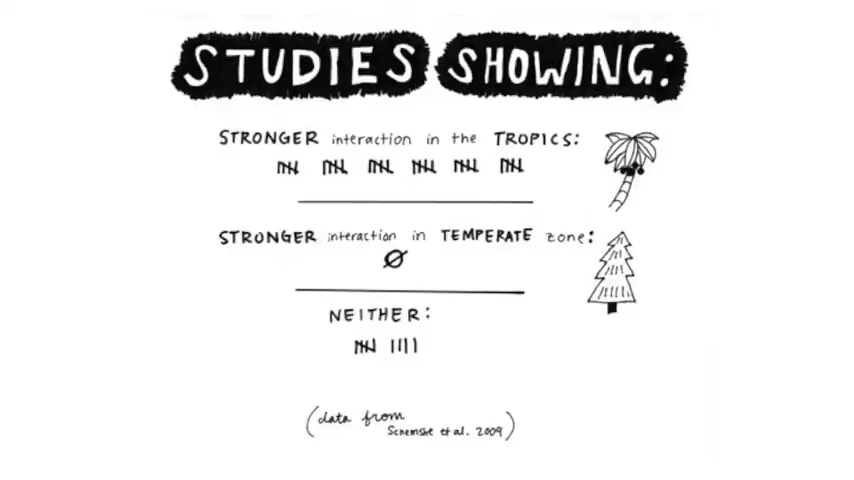 STUDIES SHOWING:
STRONGER interaction in the TROPICS:
STRONGER interaction in TEMPERATE zone:
Ø
NEITHER:
(data from
Schemske et al. 2009)